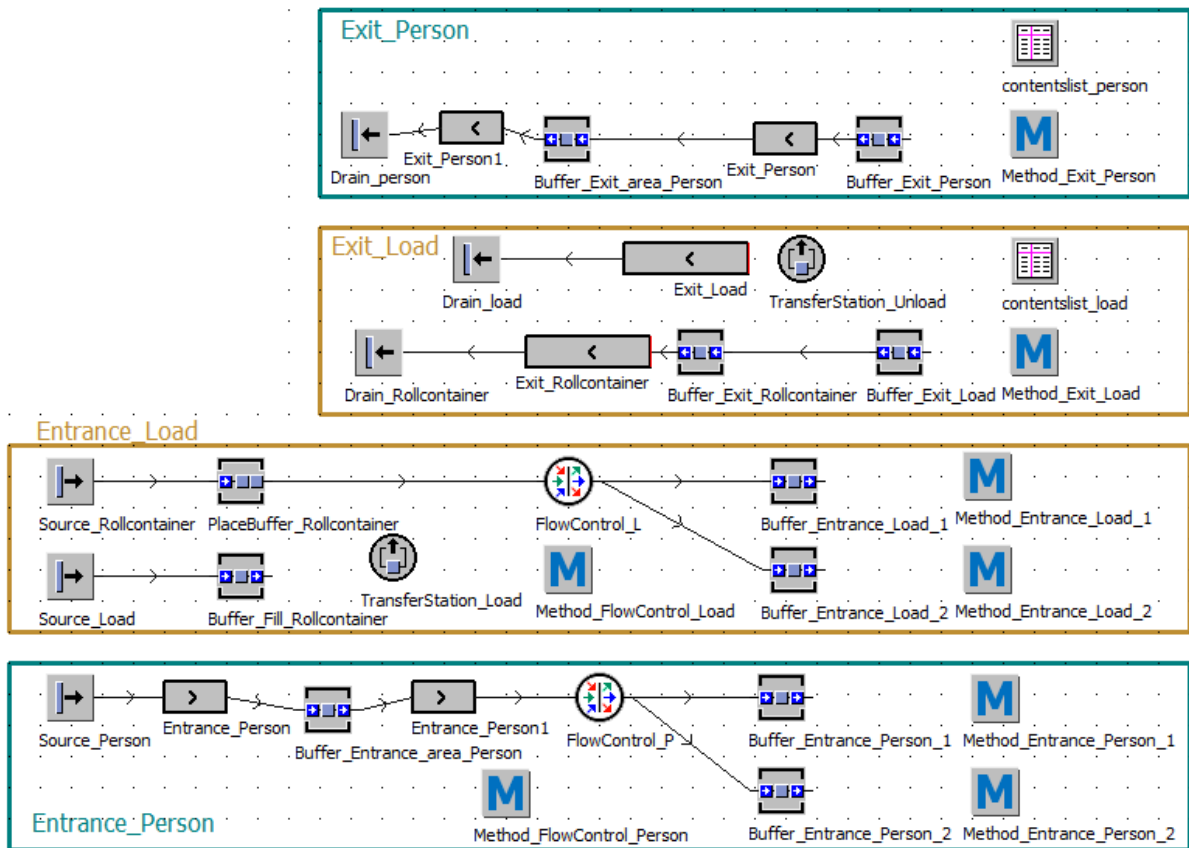 Exit_Person
contentslist_person
Exit_Person1
Drain_person
Buffer_Exit_area_Person
Exit_Person
Buffer_Exit_Person
M
Method_Exit_Person
Exit_Load
Drain_load
Exit_Load
TransferStation_Unload
contentslist_load
Drain_Rollcontainer
Exit_Rollcontainer
Buffer_Exit_Rollcontainer
Buffer_Exit_Load
M
Method_Exit_Load
Entrance_Load
Source_Rollcontainer
PlaceBuffer_Rollcontainer
FlowControl_L
Buffer_Entrance_Load_1
M
Method_Entrance_Load_1
Source_Load
Buffer_Fill_Rollcontainer
TransferStation_Load
M
Method_FlowControl_Load
Buffer_Entrance_Load_2
M
Method_Entrance_Load_2
Source_Person
Entrance_Person
Buffer_Entrance_area_Person
Entrance_Person1
FlowControl_P
Buffer_Entrance_Person_1
M
Method_Entrance_Person_1
Entrance_Person
M
Method_FlowControl_Person
Buffer_Entrance_Person_2
M
Method_Entrance_Person_2